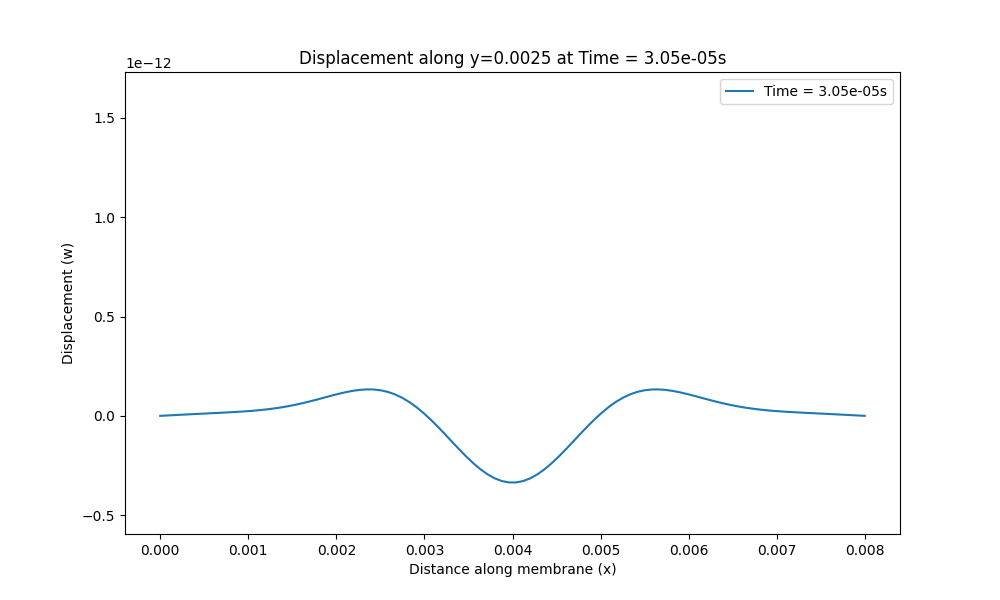 Displacement along y=0.0025 at Time = 3.05e-05s
1e−12
Time = 3.05e-05s
1.5
1.0
0.5
0.0
−0.5
Displacement (w)
0.000 0.001 0.002 0.003 0.004 0.005 0.006 0.007 0.008
Distance along membrane (x)